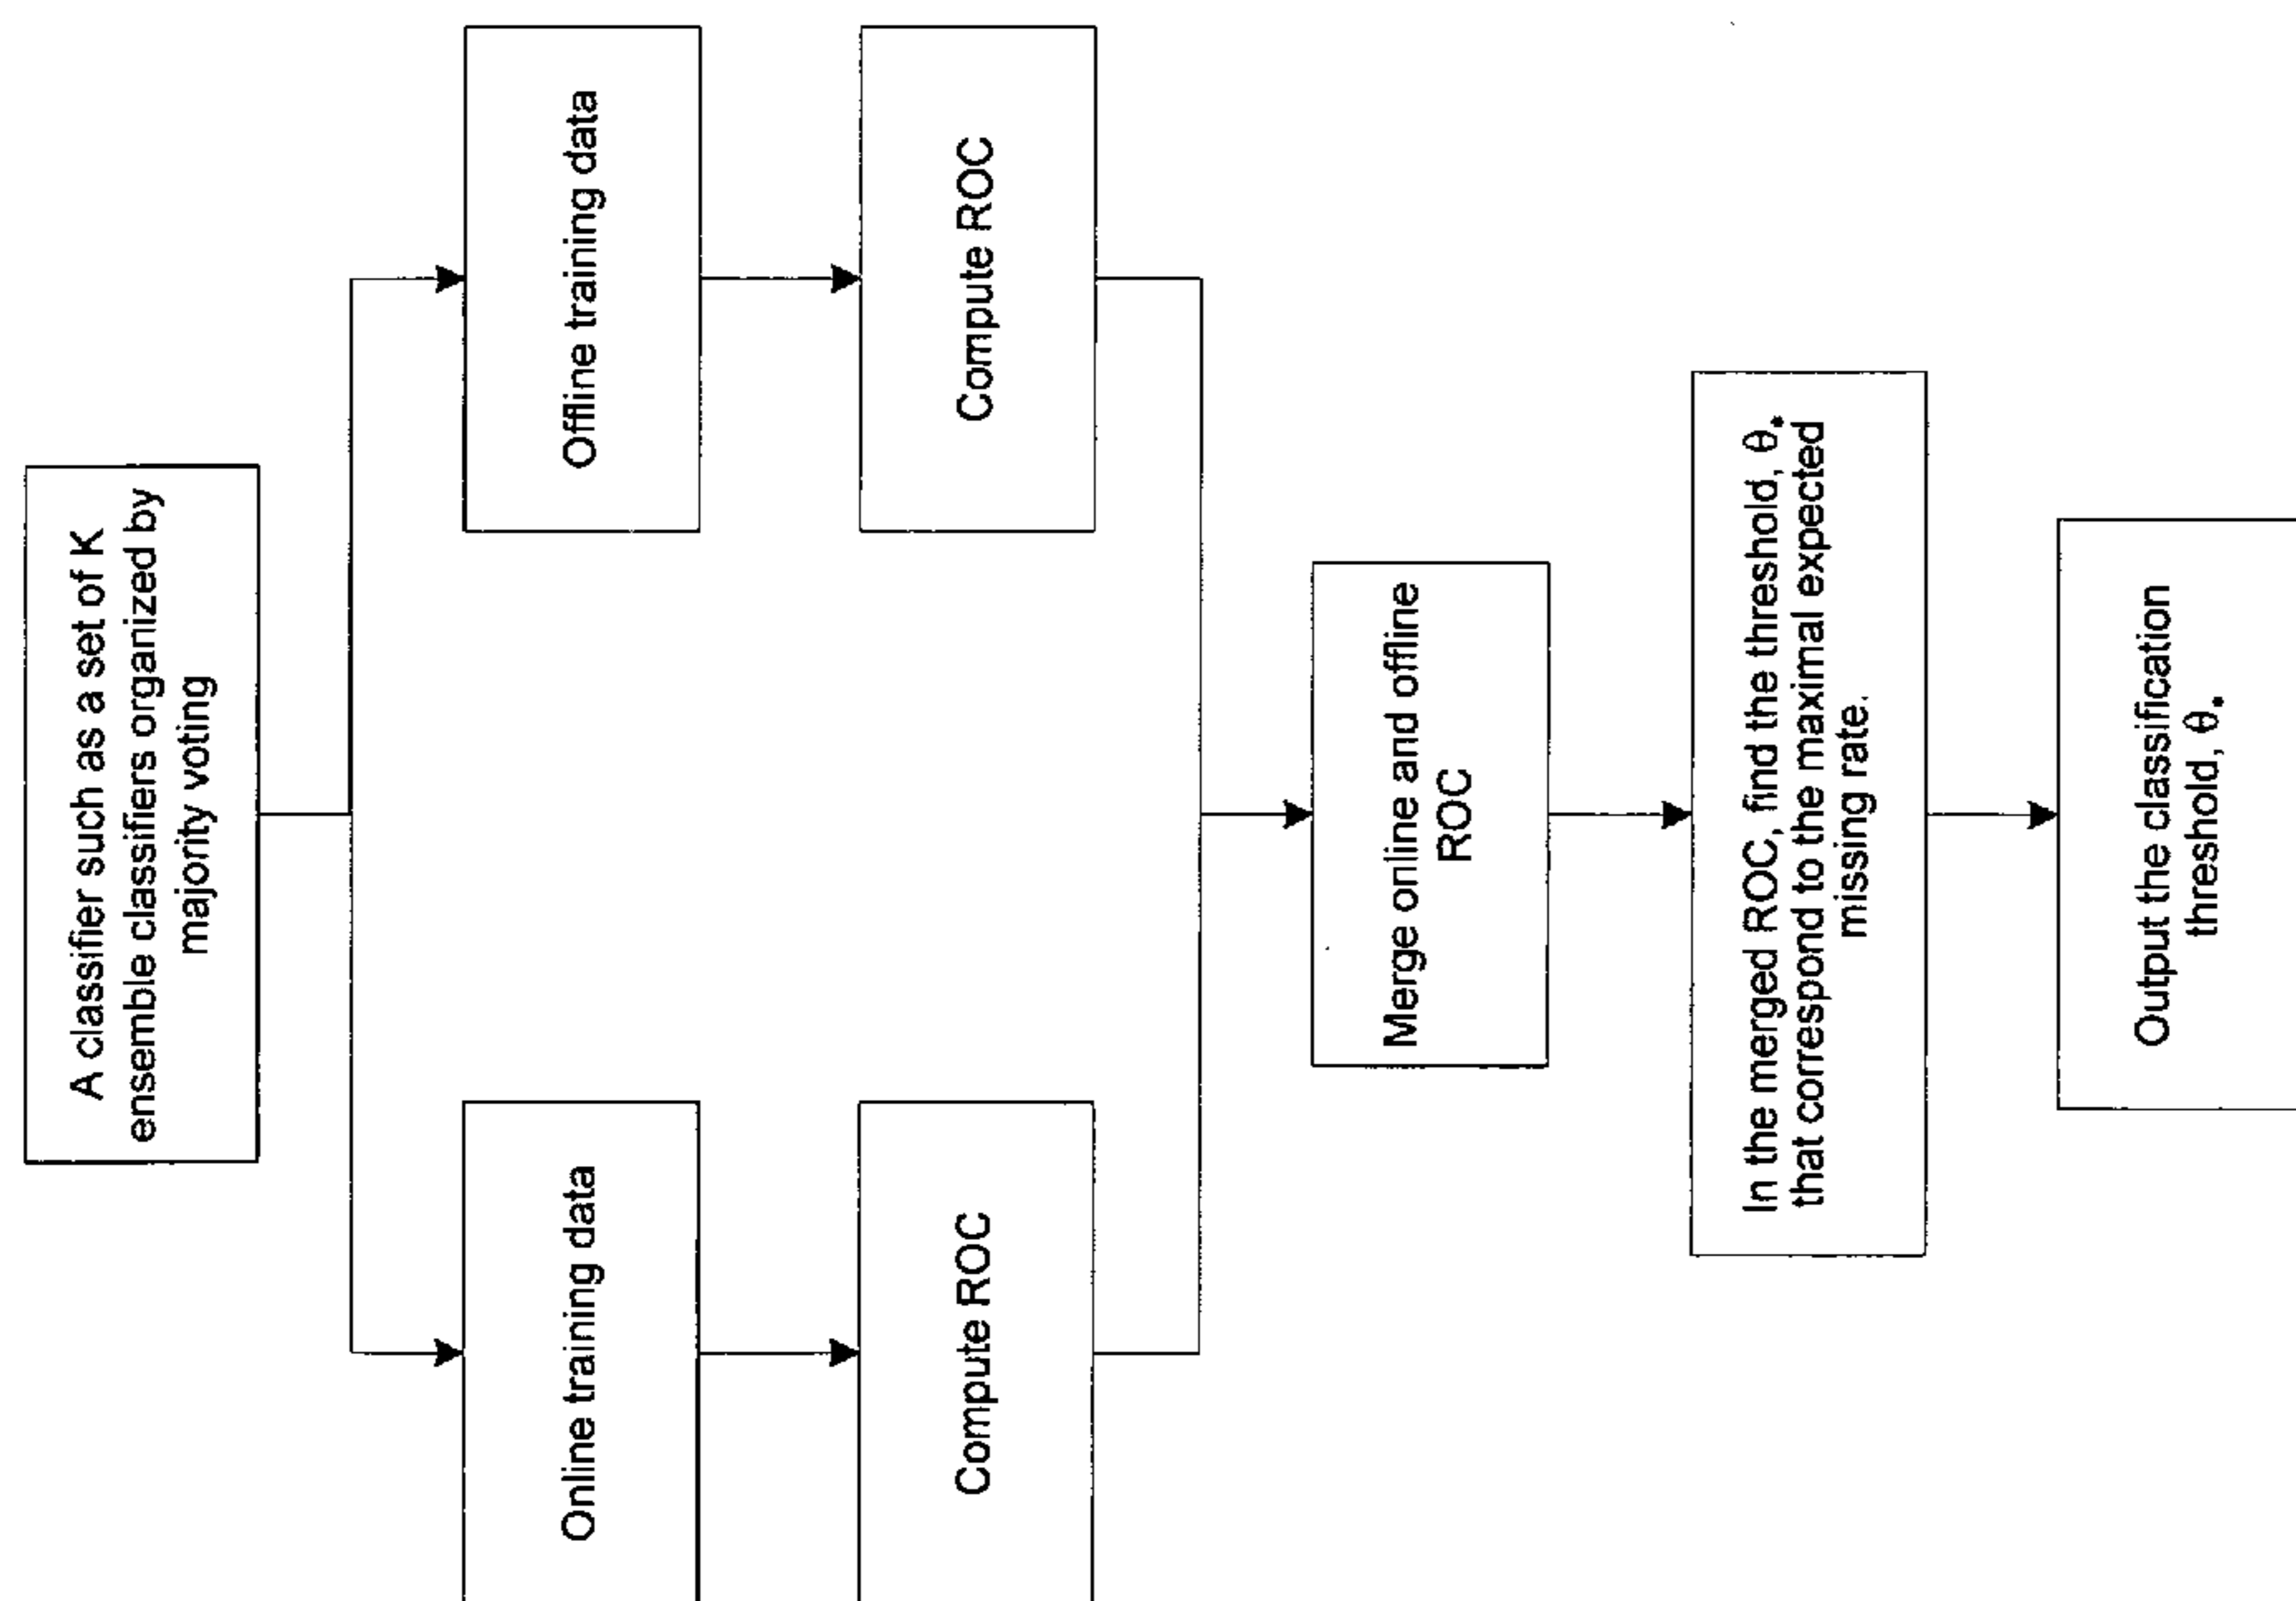 A classifier such as a set of K
ensemble classifiers organized by
majority voting
Online training data
Offline training data
Compute ROC
Compute ROC
Merge online and offline
ROC
In the merged ROC, find the threshold, θ*
that correspond to the maximal expected
missing rate.
Output the classification
threshold, θ*